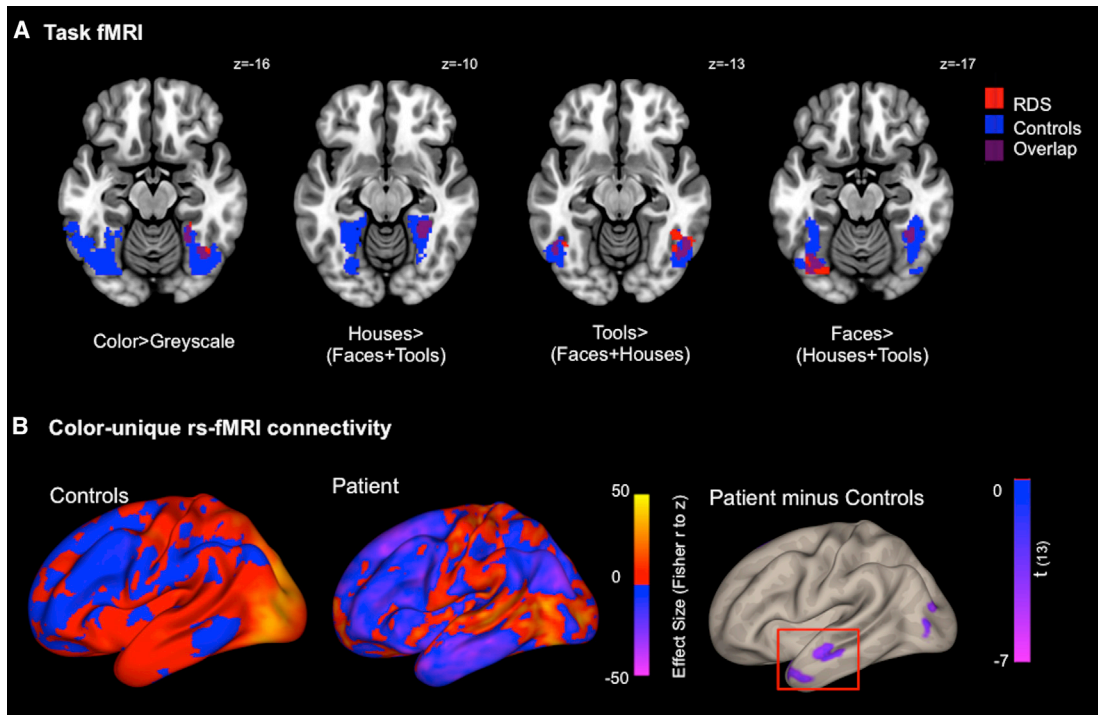 A Task fMRI
z=-16
z=-10
z=-13
z=-17
RDS
Controls
Overlap
Color>Greyscale
Houses>
(Faces+Tools)
Tools>
(Faces+Houses)
Faces>
(Houses+Tools)
B Color-unique rs-fMRI connectivity
Controls
Patient
50
0
-50
Effect Size (Fisher r to z)
Patient minus Controls
0
-7
t (13)